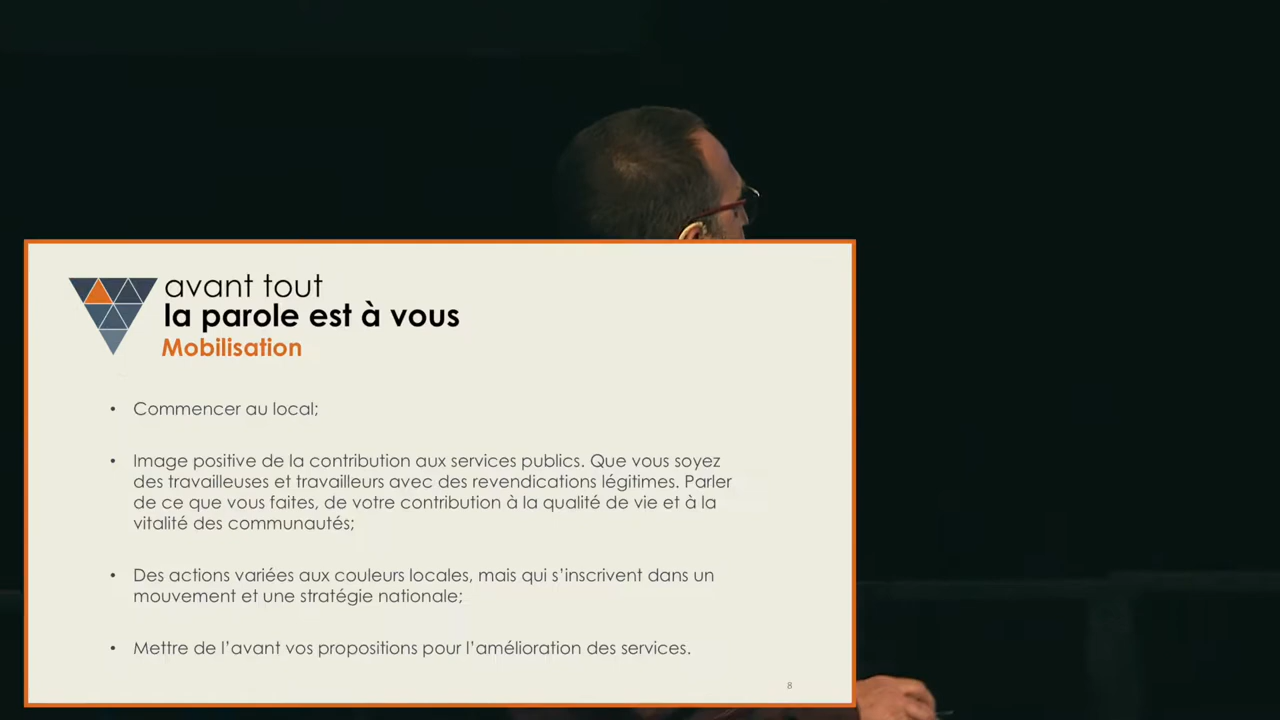 avant tout
la parole est à vous
Mobilisation
• Commencer au local;
• Image positive de la contribution aux services publics. Que vous soyez
des travailleuses et travailleurs avec des revendications légitimes. Parler
de ce que vous faites, de votre contribution à la qualité de vie et à la
vitalité des communautés;
• Des actions variées aux couleurs locales, mais qui s’inscrivent dans un
mouvement et une stratégie nationale;
• Mettre de l’avant vos propositions pour l’amélioration des services.
8